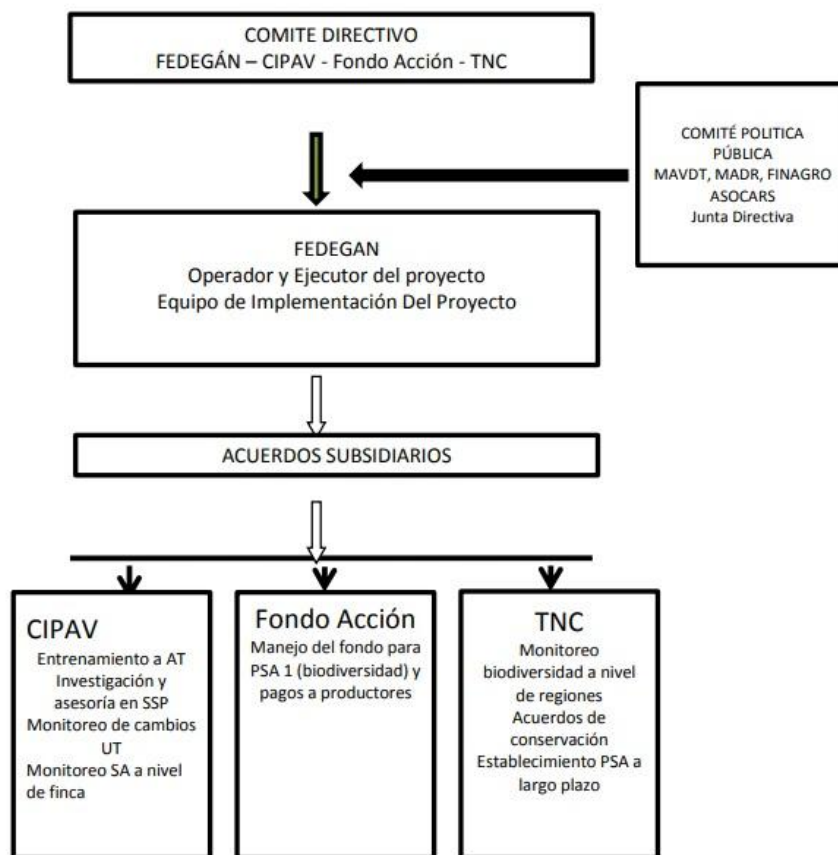 COMITE DIRECTIVO
FEDEGÁN – CIPAV - Fondo Acción - TNC
COMITÉ POLITICA
PÚBLICA
MAVDT, MADR, FINAGRO
ASOCARS
Junta Directiva
FEDEGAN
Operador y Ejecutor del proyecto
Equipo de Implementación Del Proyecto
ACUERDOS SUBSIDIARIOS
CIPAV
Entrenamiento a AT
Investigación y
asesoría en SSP
Monitoreo de cambios
UT
Monitoreo SA a nivel
de finca
Fondo Acción
Manejo del fondo para
PSA 1 (biodiversidad) y
pagos a productores
TNC
Monitoreo
biodiversidad a nivel
de regiones
Acuerdos de
conservación
Establecimiento PSA a
largo plazo